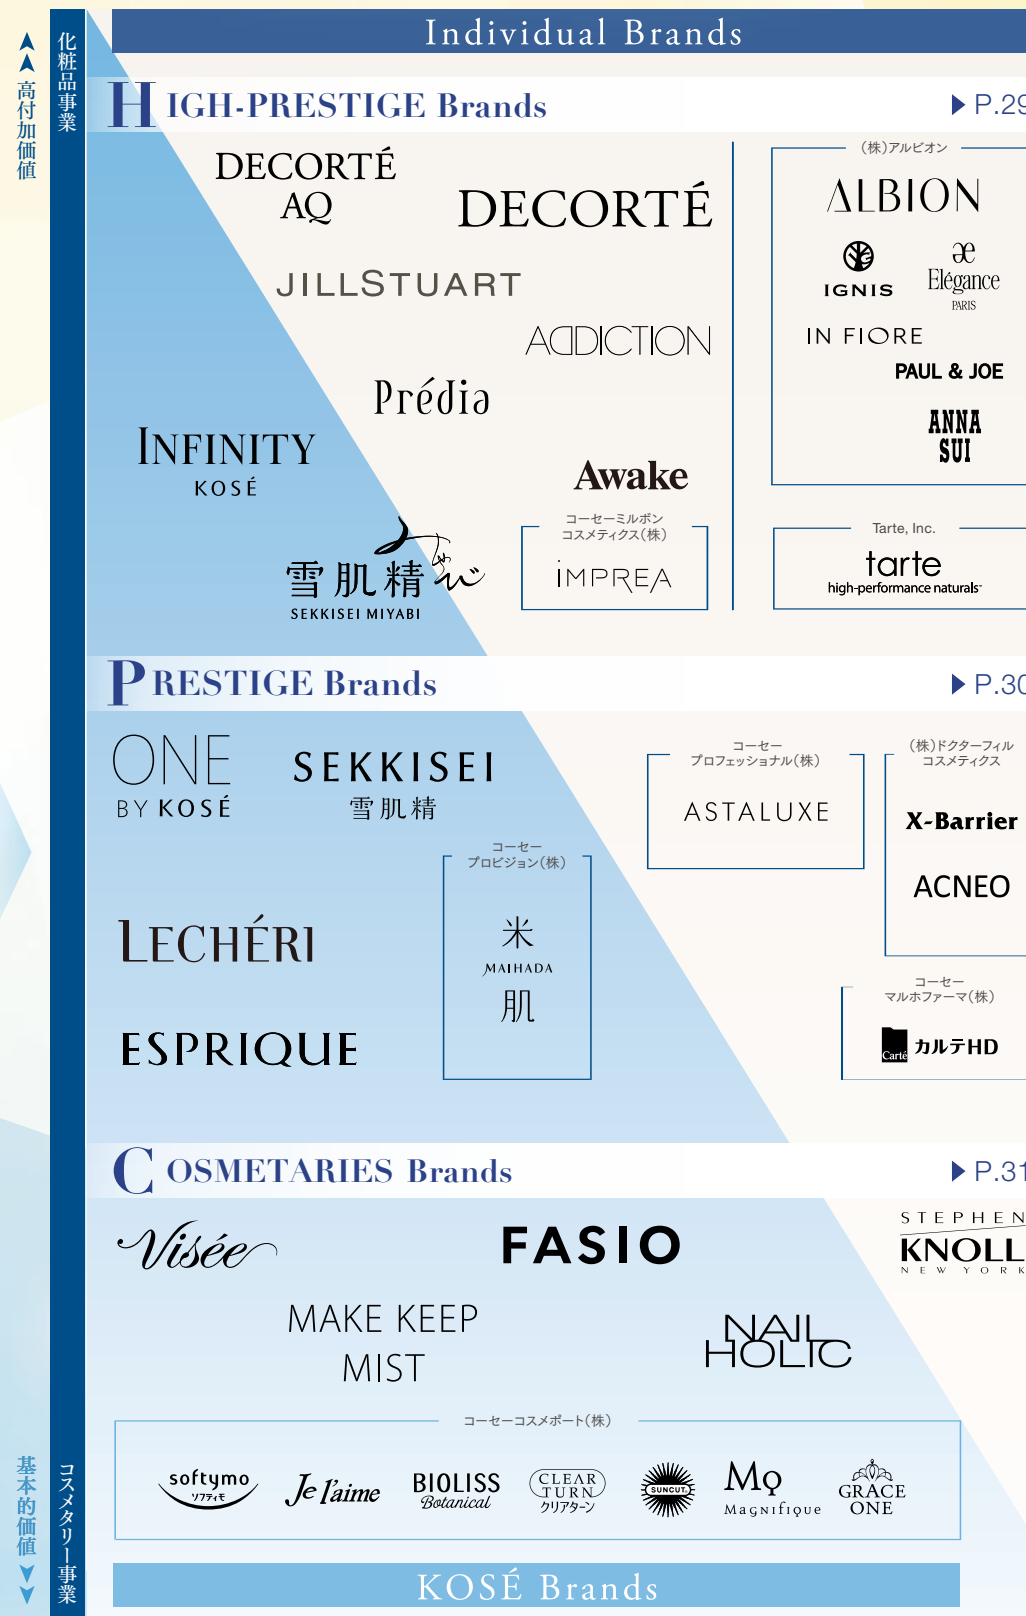 Individual Brands
高付加価値
化粧品事業
HIGH-PRESTIGE Brands
P.29
DECORTÉ
AQ
DECORTÉ
JILLSTUART
ADDICTION
Prédia
INFINITY
KOSÉ
Awake
雪肌精 みやび
SEKKISEI MIYABI
コーセーミルボン
コスメティクス(株)
iMPREA
(株)アルビオン
ALBION
IGNIS
æ
Elégance
PARIS
IN FIORE
PAUL & JOE
ANNA
SUI
Tarte, Inc.
tarte
high-performance naturals™
PRESTIGE Brands
P.30
ONE
BY KOSÉ
SEKKISEI
雪肌精
LECHÉRI
ESPRIQUE
コーセー
プロビジョン(株)
米
MAIHADA
肌
コーセー
プロフェッショナル(株)
ASTALUXE
(株)ドクターフィル
コスメティクス
X-Barrier
ACNEO
コーセー
マルホファーマ(株)
Carté
カルテHD
COSMETARIES Brands
P.31
Visée
FASIO
STEPHEN
KNOLL
NEW YORK
MAKE KEEP
MIST
NAIL
HOLIC
コーセーコスメポート(株)
softymo
ソフティモ
Je l'aime
BIOLISS
Botanical
CLEAR
TURN
クリアターン
SUNCUT
MQ
MAGNIFIQUE
GRACE
ONE
基本的価値
コスメタリー事業
KOSÉ Brands